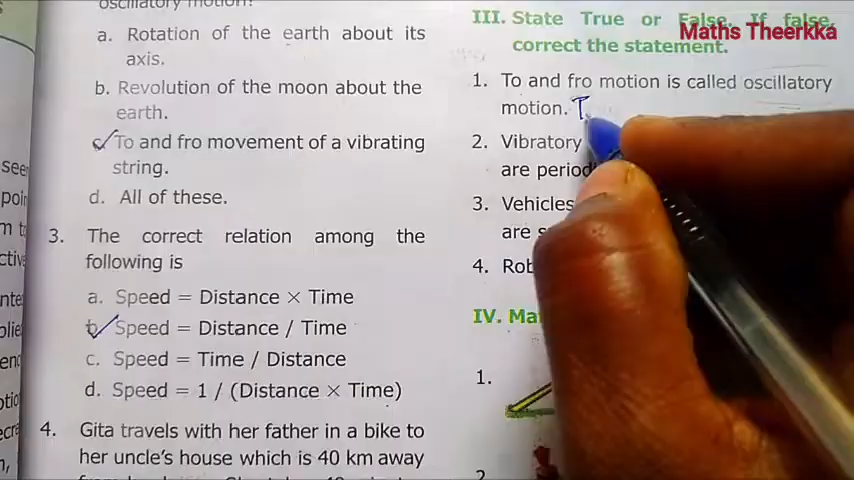 oscillatory motion?
a. Rotation of the earth about its
axis.
b. Revolution of the moon about the
earth.
c. To and fro movement of a vibrating
string.
d. All of these.
3. The correct relation among the
following is
a. Speed = Distance × Time
b. Speed = Distance / Time
c. Speed = Time / Distance
d. Speed = 1 / (Distance × Time)
4. Gita travels with her father in a bike to
her uncle's house which is 40 km away
III. State True or False. If false,
correct the statement.
Maths Theerkka
1. To and fro motion is called oscillatory
motion. T
2. Vibratory
are
3. Vehicles
are
4.
IV.
1.
2
seen